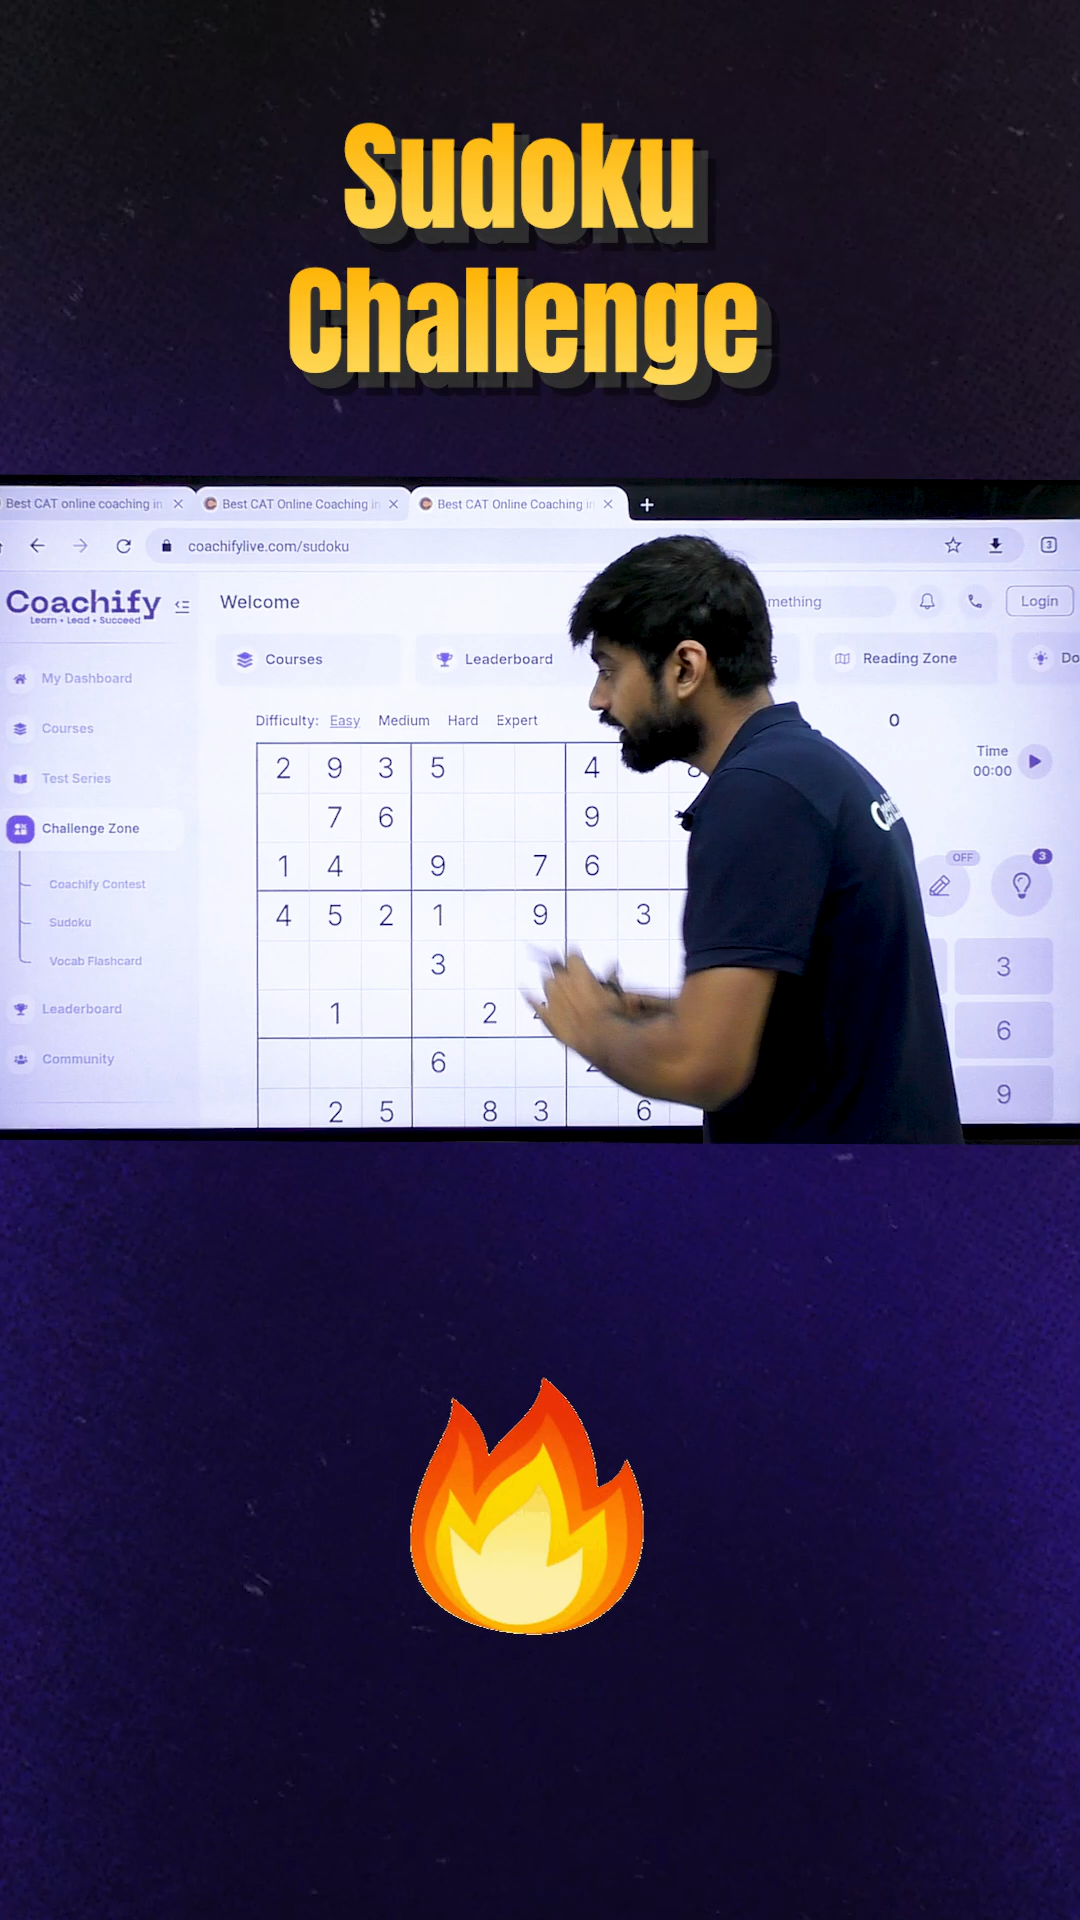 Sudoku
Challenge
Best CAT online coaching in
Best CAT Online Coaching in
Best CAT Online Coaching in
coachifylive.com/sudoku
3
Coachify
Learn • Lead • Succeed
Welcome
mething
Login
Courses
Leaderboard
s
Reading Zone
Do
My Dashboard
Courses
Test Series
Challenge Zone
Coachify Contest
Sudoku
Vocab Flashcard
Leaderboard
Community
Difficulty: Easy Medium Hard Expert
0
Time
00:00
2 9 3 5 4
7 6 9
1 4 9 7 6
4 5 2 1 9 3
3
1 2
6
2 5 8 3 6
OFF
3
3
6
9